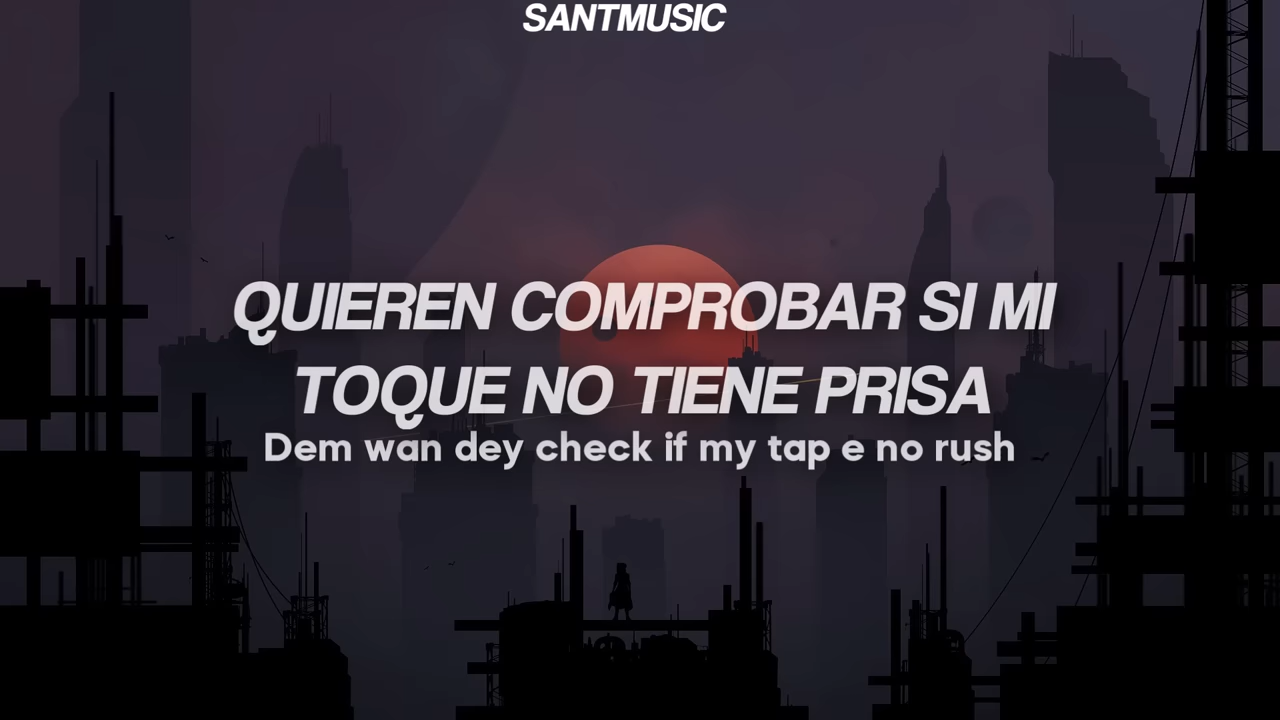 SANTMUSIC
QUIEREN COMPROBAR SI MI
TOQUE NO TIENE PRISA
Dem wan dey check if my tap e no rush